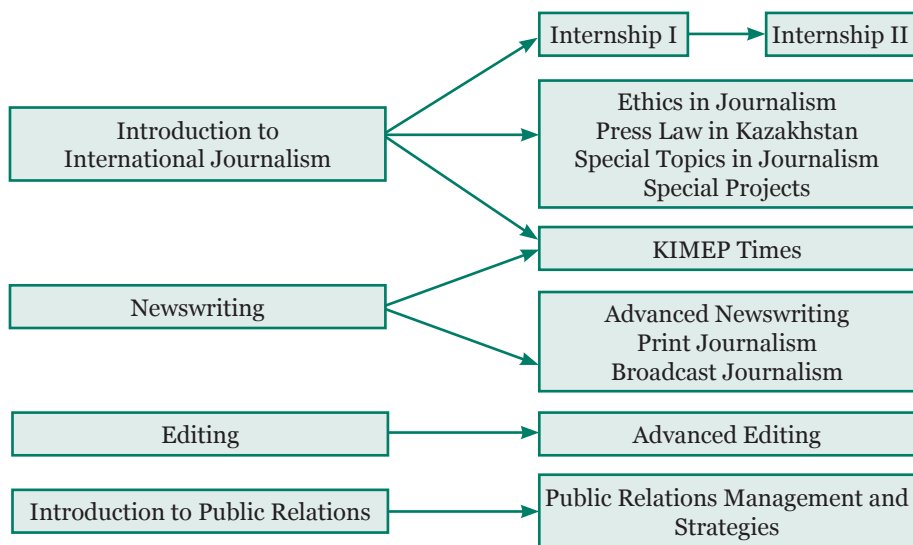 Internship I
Internship II
Introduction to
International Journalism
Ethics in Journalism
Press Law in Kazakhstan
Special Topics in Journalism
Special Projects
KIMEP Times
Newswriting
Advanced Newswriting
Print Journalism
Broadcast Journalism
Editing
Advanced Editing
Introduction to Public Relations
Public Relations Management and
Strategies